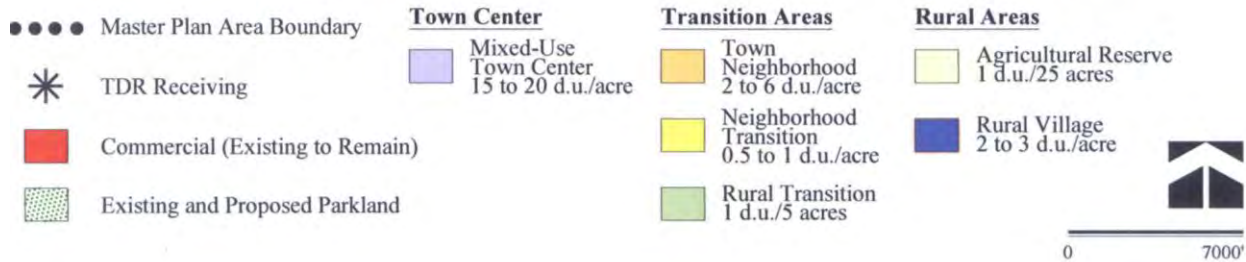 Master Plan Area Boundary
TDR Receiving
Commercial (Existing to Remain)
Existing and Proposed Parkland
Town Center
Mixed-Use
Town Center
15 to 20 d.u./acre
Transition Areas
Town
Neighborhood
2 to 6 d.u./acre
Neighborhood
Transition
0.5 to 1 d.u./acre
Rural Transition
1 d.u./5 acres
Rural Areas
Agricultural Reserve
1 d.u./25 acres
Rural Village
2 to 3 d.u./acre
0 7000'